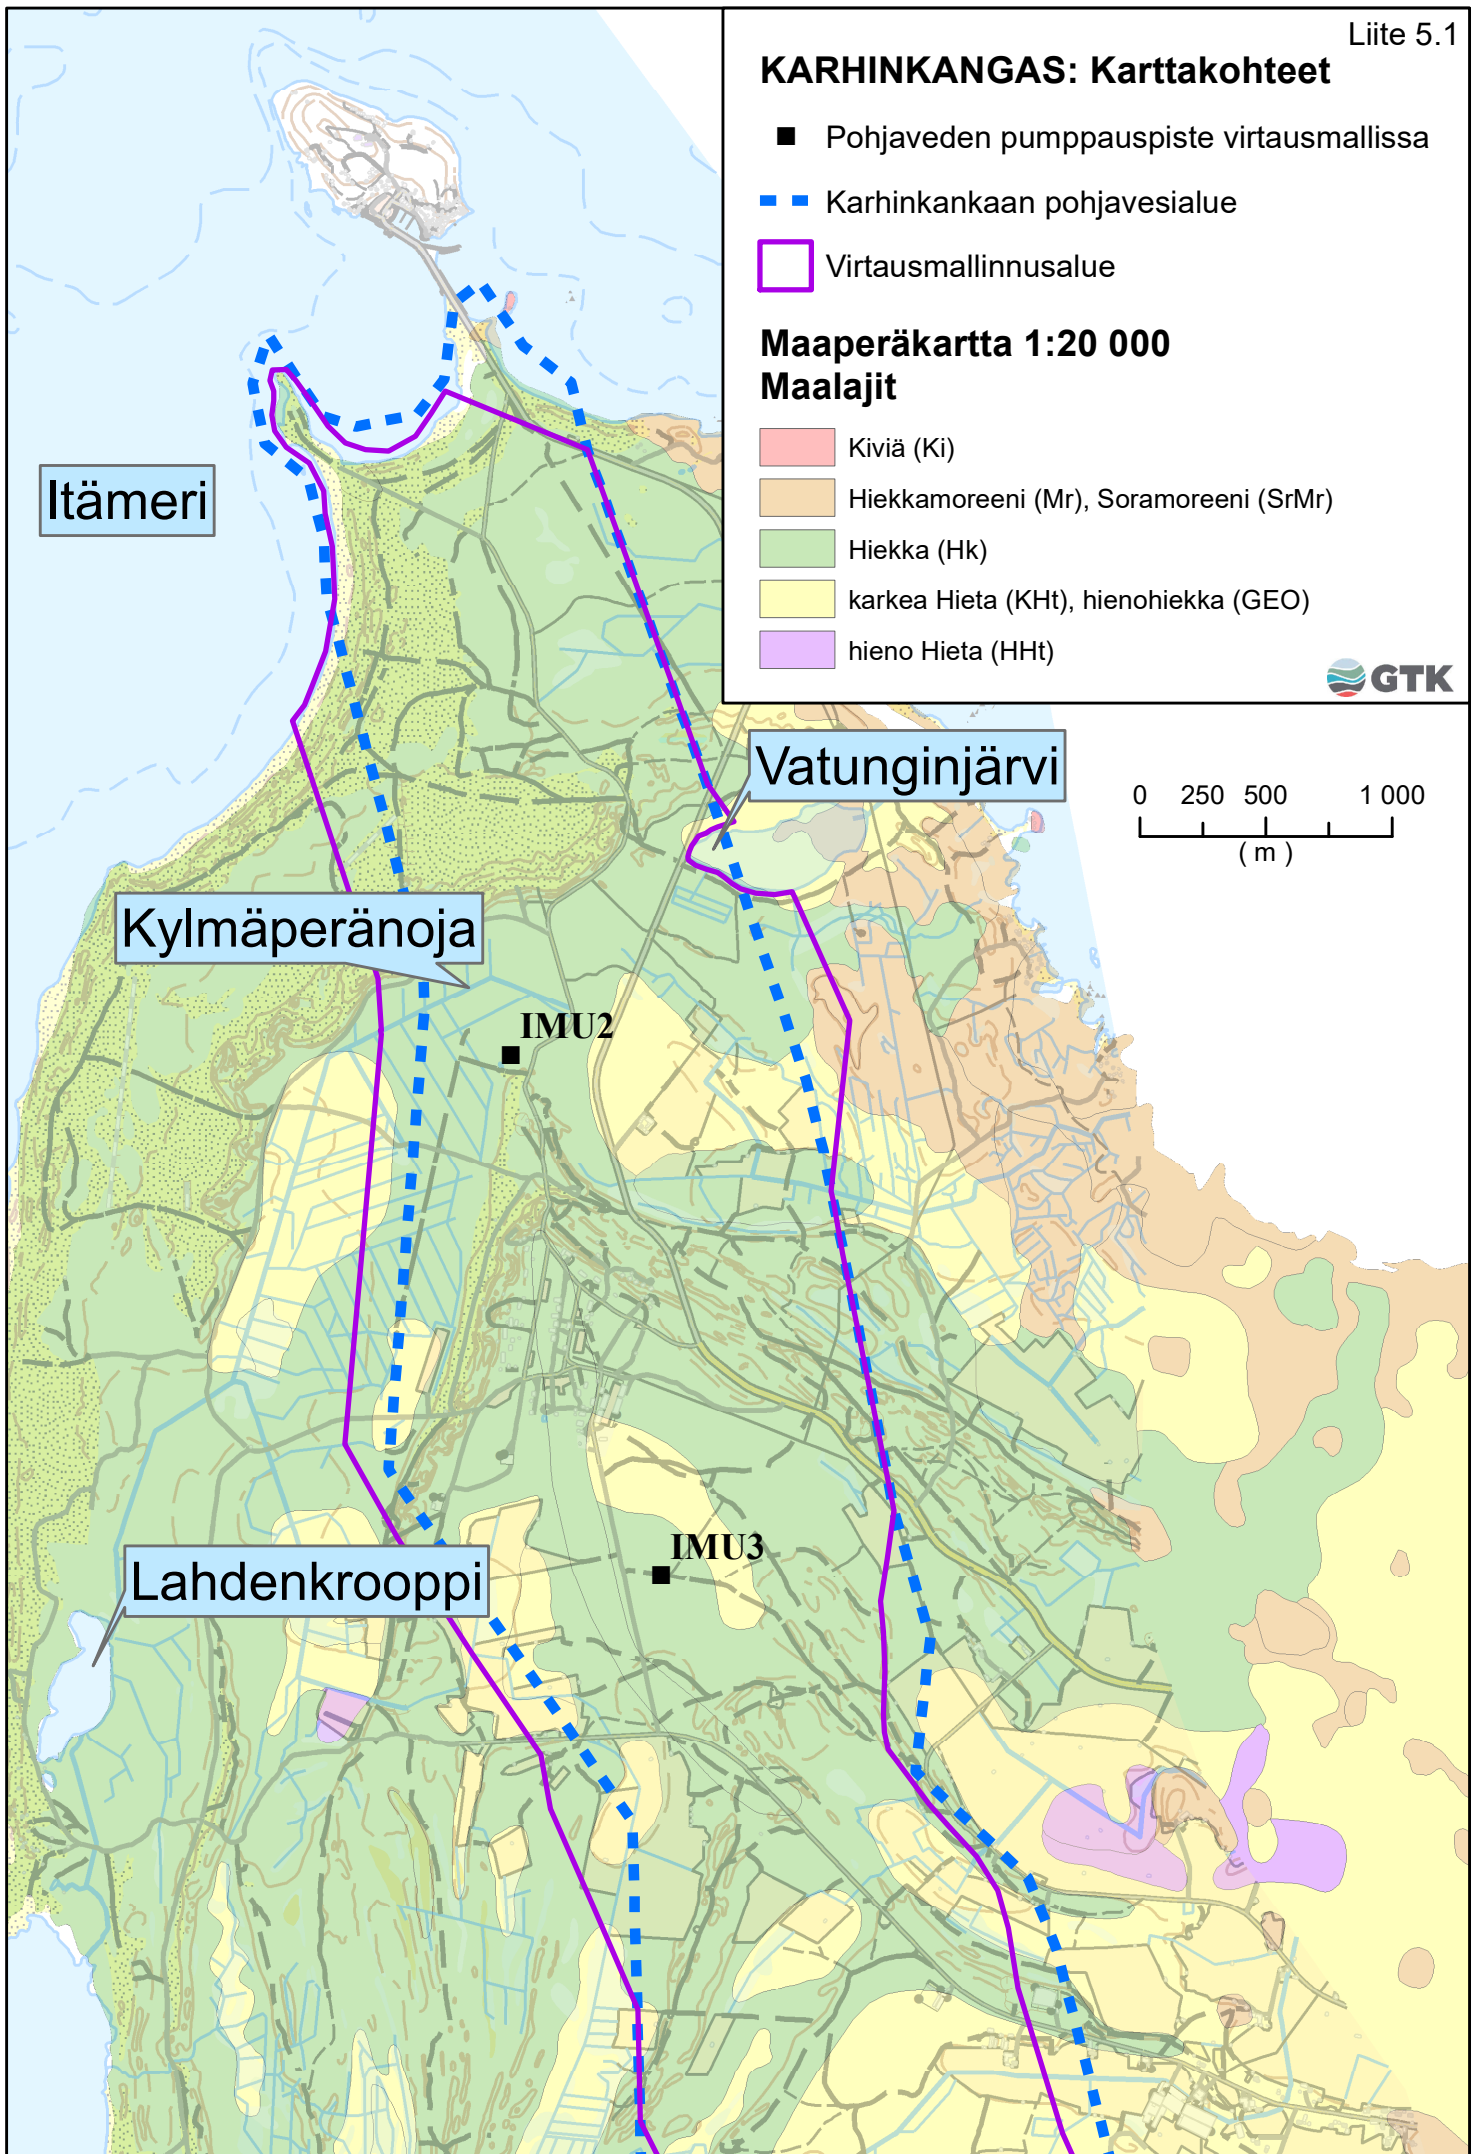 Liite 5.1
KARHINKANGAS: Karttakohteet
Pohjaveden pumppauspiste virtausmallissa
Karhinkankaan pohjavesialue
Virtausmallinnusalue
Maaperäkartta 1:20 000
Maalajit
Kiviä (Ki)
Hiekkamoreeni (Mr), Soramoreeni (SrMr)
Hiekka (Hk)
karkea Hieta (KHt), hienohiekka (GEO)
hieno Hieta (HHt)
GTK
Itämeri
Vatunginjärvi
0 250 500 1 000
( m )
Kylmäperänoja
IMU2
IMU3
Lahdenkrooppi